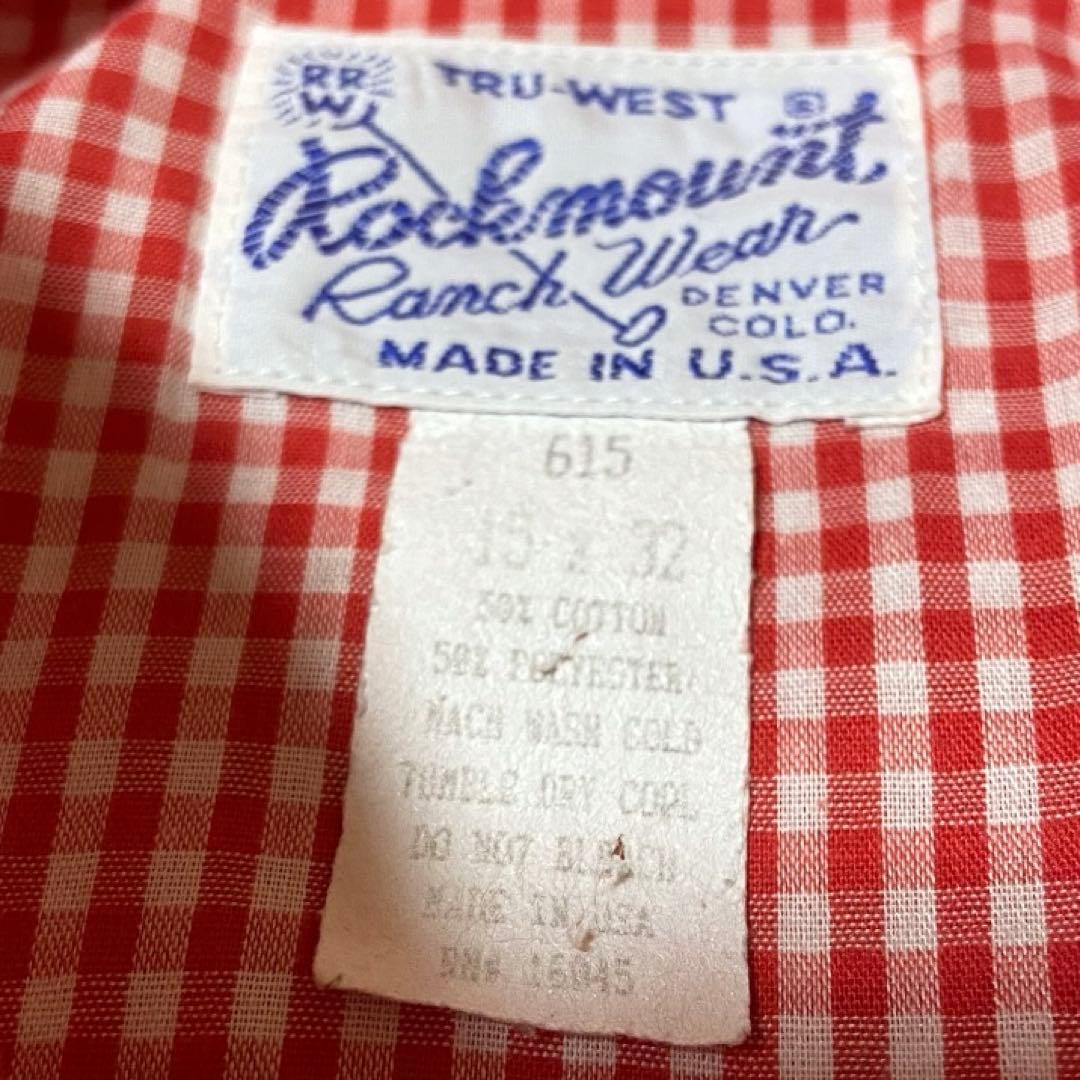 RR
W
TRU-WEST ®
Rockmount
Ranch Wear
DENVER
COLO.
MADE IN U.S.A.
615
15 x 32
50% COTTON
50% POLYESTER
MACH WASH COLD
TUMBLE DRY COOL
DO NOT BLEACH
MADE IN USA
RN# 16045